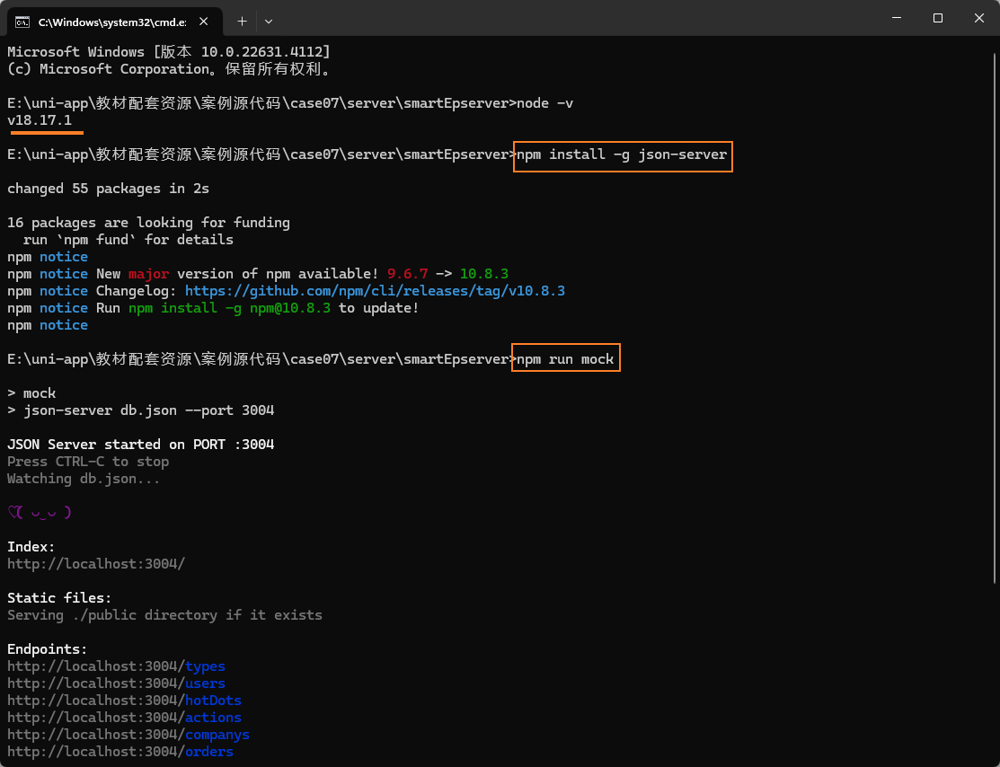 C:\Windows\system32\cmd.e:
Microsoft Windows [版本 10.0.22631.4112]
(c) Microsoft Corporation。保留所有权利。
E:\uni-app\教材配套资源\案例源代码\case07\server\smartEpserver>node -v
v18.17.1
E:\uni-app\教材配套资源\案例源代码\case07\server\smartEpserver>npm install -g json-server
changed 55 packages in 2s
16 packages are looking for funding
run `npm fund` for details
npm notice
npm notice New major version of npm available! 9.6.7 -> 10.8.3
npm notice Changelog: https://github.com/npm/cli/releases/tag/v10.8.3
npm notice Run npm install -g npm@10.8.3 to update!
npm notice
E:\uni-app\教材配套资源\案例源代码\case07\server\smartEpserver>npm run mock
> mock
> json-server db.json --port 3004
JSON Server started on PORT :3004
Press CTRL-C to stop
Watching db.json...
♡( ◡‿◡ )
Index:
http://localhost:3004/
Static files:
Serving ./public directory if it exists
Endpoints:
http://localhost:3004/types
http://localhost:3004/users
http://localhost:3004/hotDots
http://localhost:3004/actions
http://localhost:3004/companys
http://localhost:3004/orders